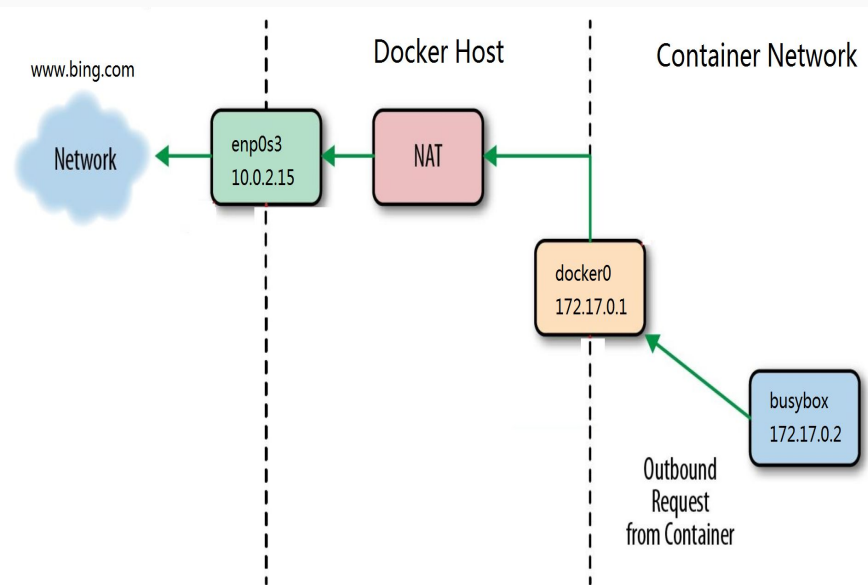 Docker Host
Container Network
www.bing.com
Network
enp0s3
10.0.2.15
NAT
docker0
172.17.0.1
busybox
172.17.0.2
Outbound
Request
from Container